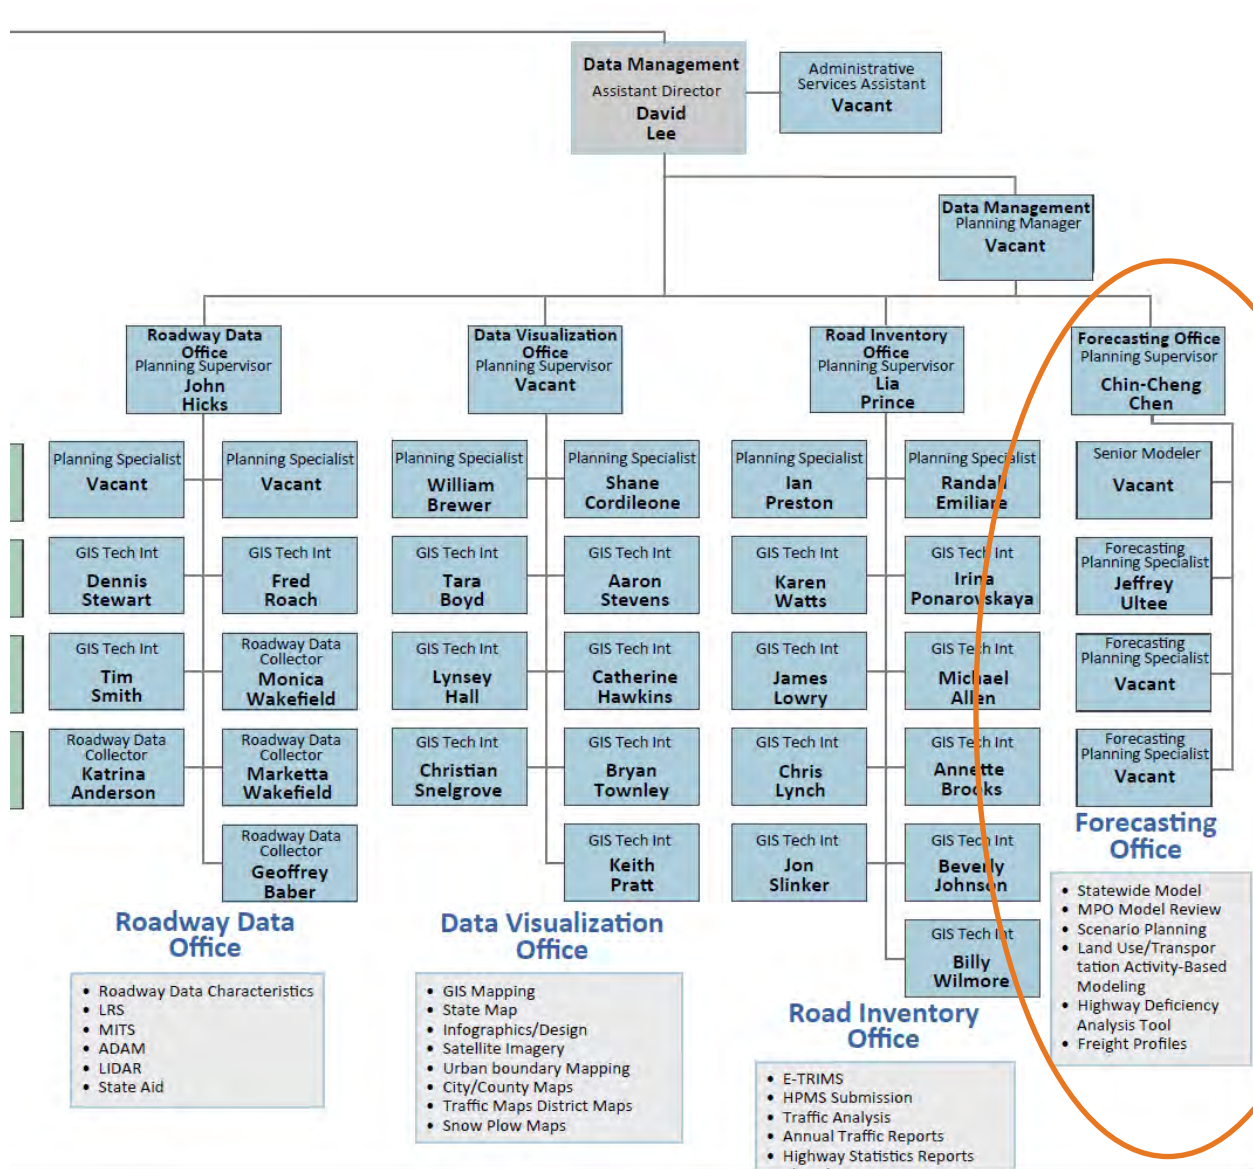 Data Management
Assistant Director
David
Lee
Administrative
Services Assistant
Vacant
Data Management
Planning Manager
Vacant
Roadway Data
Office
Planning Supervisor
John
Hicks
Data Visualization
Office
Planning Supervisor
Vacant
Road Inventory
Office
Planning Supervisor
Lia
Prince
Forecasting Office
Planning Supervisor
Chin-Cheng
Chen
Planning Specialist
Vacant
Planning Specialist
Vacant
GIS Tech Int
Dennis
Stewart
GIS Tech Int
Fred
Roach
GIS Tech Int
Tim
Smith
Roadway Data
Collector
Monica
Wakefield
Roadway Data
Collector
Katrina
Anderson
Roadway Data
Collector
Marketta
Wakefield
Roadway Data
Collector
Geoffrey
Baber
Roadway Data
Office
• Roadway Data Characteristics
• LRS
• MITS
• ADAM
• LIDAR
• State Aid
Planning Specialist
William
Brewer
Planning Specialist
Shane
Cordileone
GIS Tech Int
Tara
Boyd
GIS Tech Int
Aaron
Stevens
GIS Tech Int
Lynsey
Hall
GIS Tech Int
Catherine
Hawkins
GIS Tech Int
Christian
Snelgrove
GIS Tech Int
Bryan
Townley
GIS Tech Int
Keith
Pratt
Data Visualization
Office
• GIS Mapping
• State Map
• Infographics/Design
• Satellite Imagery
• Urban boundary Mapping
• City/County Maps
• Traffic Maps District Maps
• Snow Plow Maps
Planning Specialist
Ian
Preston
Planning Specialist
Randall
Emiliare
GIS Tech Int
Karen
Watts
GIS Tech Int
Irina
Ponarovskaya
GIS Tech Int
James
Lowry
GIS Tech Int
Michael
Allen
GIS Tech Int
Chris
Lynch
GIS Tech Int
Annette
Brooks
GIS Tech Int
Jon
Slinker
GIS Tech Int
Beverly
Johnson
GIS Tech Int
Billy
Wilmore
Road Inventory
Office
• E-TRIMS
• HPMS Submission
• Traffic Analysis
• Annual Traffic Reports
• Highway Statistics Reports
Senior Modeler
Vacant
Forecasting
Planning Specialist
Jeffrey
Ultee
Forecasting
Planning Specialist
Vacant
Forecasting
Planning Specialist
Vacant
Forecasting
Office
• Statewide Model
• MPO Model Review
• Scenario Planning
• Land Use/Transpor
tation Activity-Based
Modeling
• Highway Deficiency
Analysis Tool
• Freight Profiles